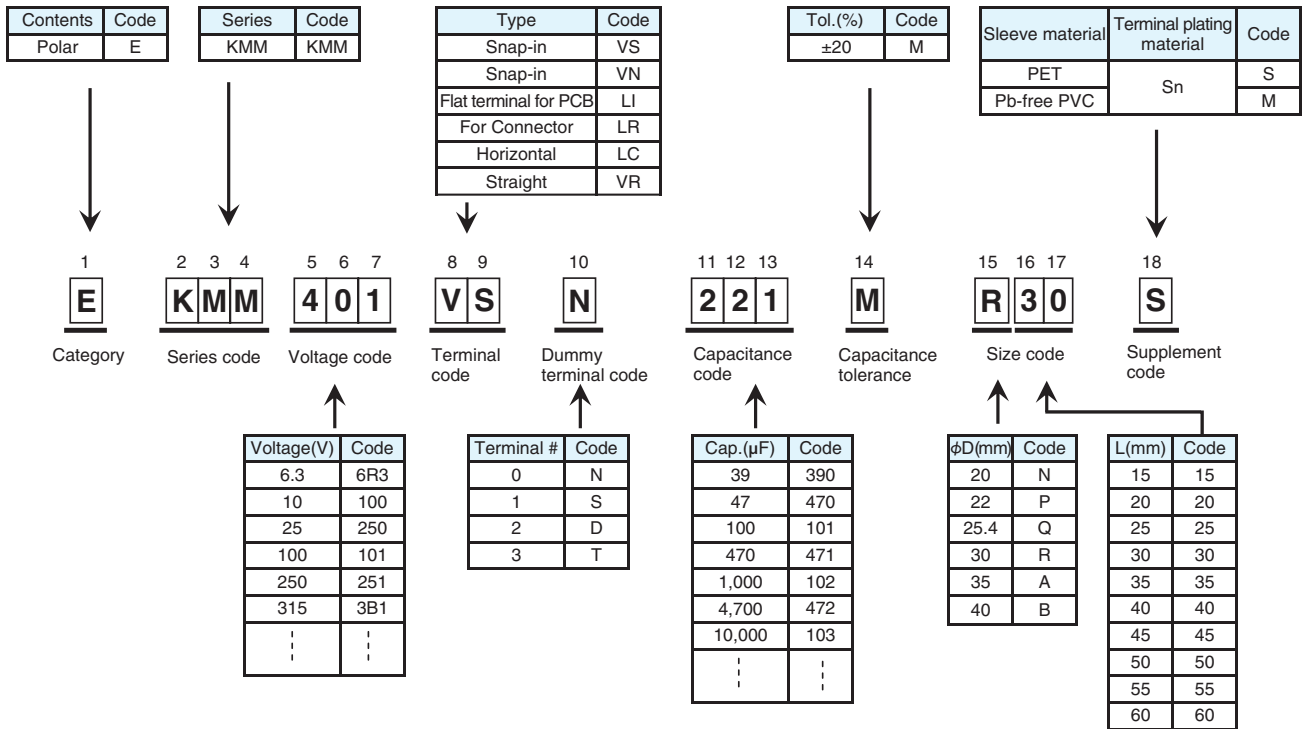 Contents Code
Polar E
Series Code
KMM KMM
Type Code
Snap-in VS
Snap-in VN
Flat terminal for PCB LI
For Connector LR
Horizontal LC
Straight VR
Tol.(%) Code
±20 M
Sleeve material Terminal plating material Code
PET Sn S
Pb-free PVC M
1 2 3 4 5 6 7 8 9 10 11 12 13 14 15 16 17 18
E K M M 4 0 1 V S N 2 2 1 M R 3 0 S
Category
Series code
Voltage code
Terminal
code
Dummy
terminal code
Capacitance
code
Capacitance
tolerance
Size code
Supplement
code
Voltage(V) Code
6.3 6R3
10 100
25 250
100 101
250 251
315 3B1
Terminal # Code
0 N
1 S
2 D
3 T
Cap.(µF) Code
39 390
47 470
100 101
470 471
1,000 102
4,700 472
10,000 103
φD(mm) Code
20 N
22 P
25.4 Q
30 R
35 A
40 B
L(mm) Code
15 15
20 20
25 25
30 30
35 35
40 40
45 45
50 50
55 55
60 60